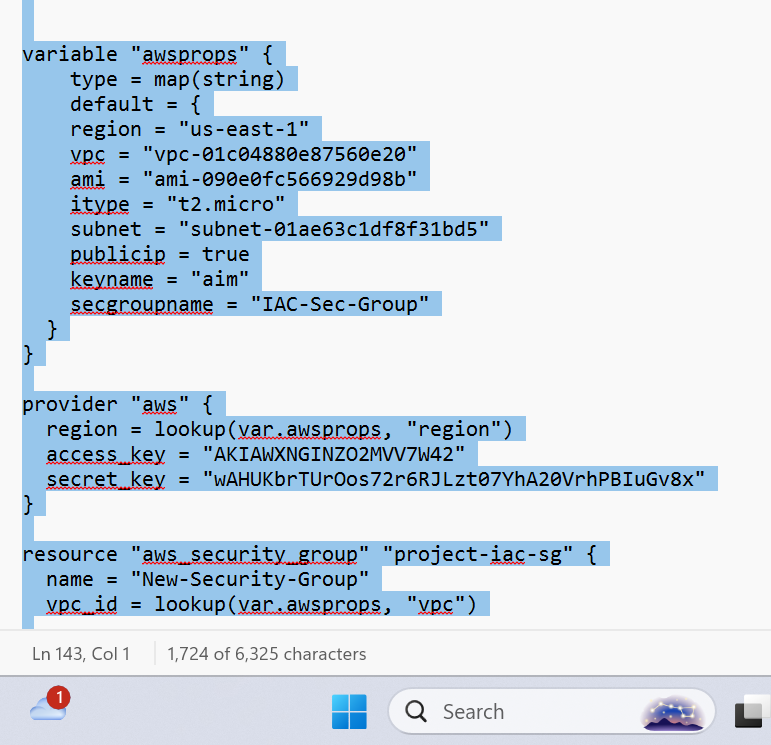 variable "awsprops" {
type = map(string)
default = {
region = "us-east-1"
vpc = "vpc-01c04880e87560e20"
ami = "ami-090e0fc566929d98b"
itype = "t2.micro"
subnet = "subnet-01ae63c1df8f31bd5"
publicip = true
keyname = "aim"
secgroupname = "IAC-Sec-Group"
}
}
provider "aws" {
region = lookup(var.awsprops, "region")
access_key = "AKIAWXNGINZO2MVV7W42"
secret_key = "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"
}
resource "aws_security_group" "project-iac-sg" {
name = "New-Security-Group"
vpc_id = lookup(var.awsprops, "vpc")
Ln 143, Col 1
1,724 of 6,325 characters
1
Search